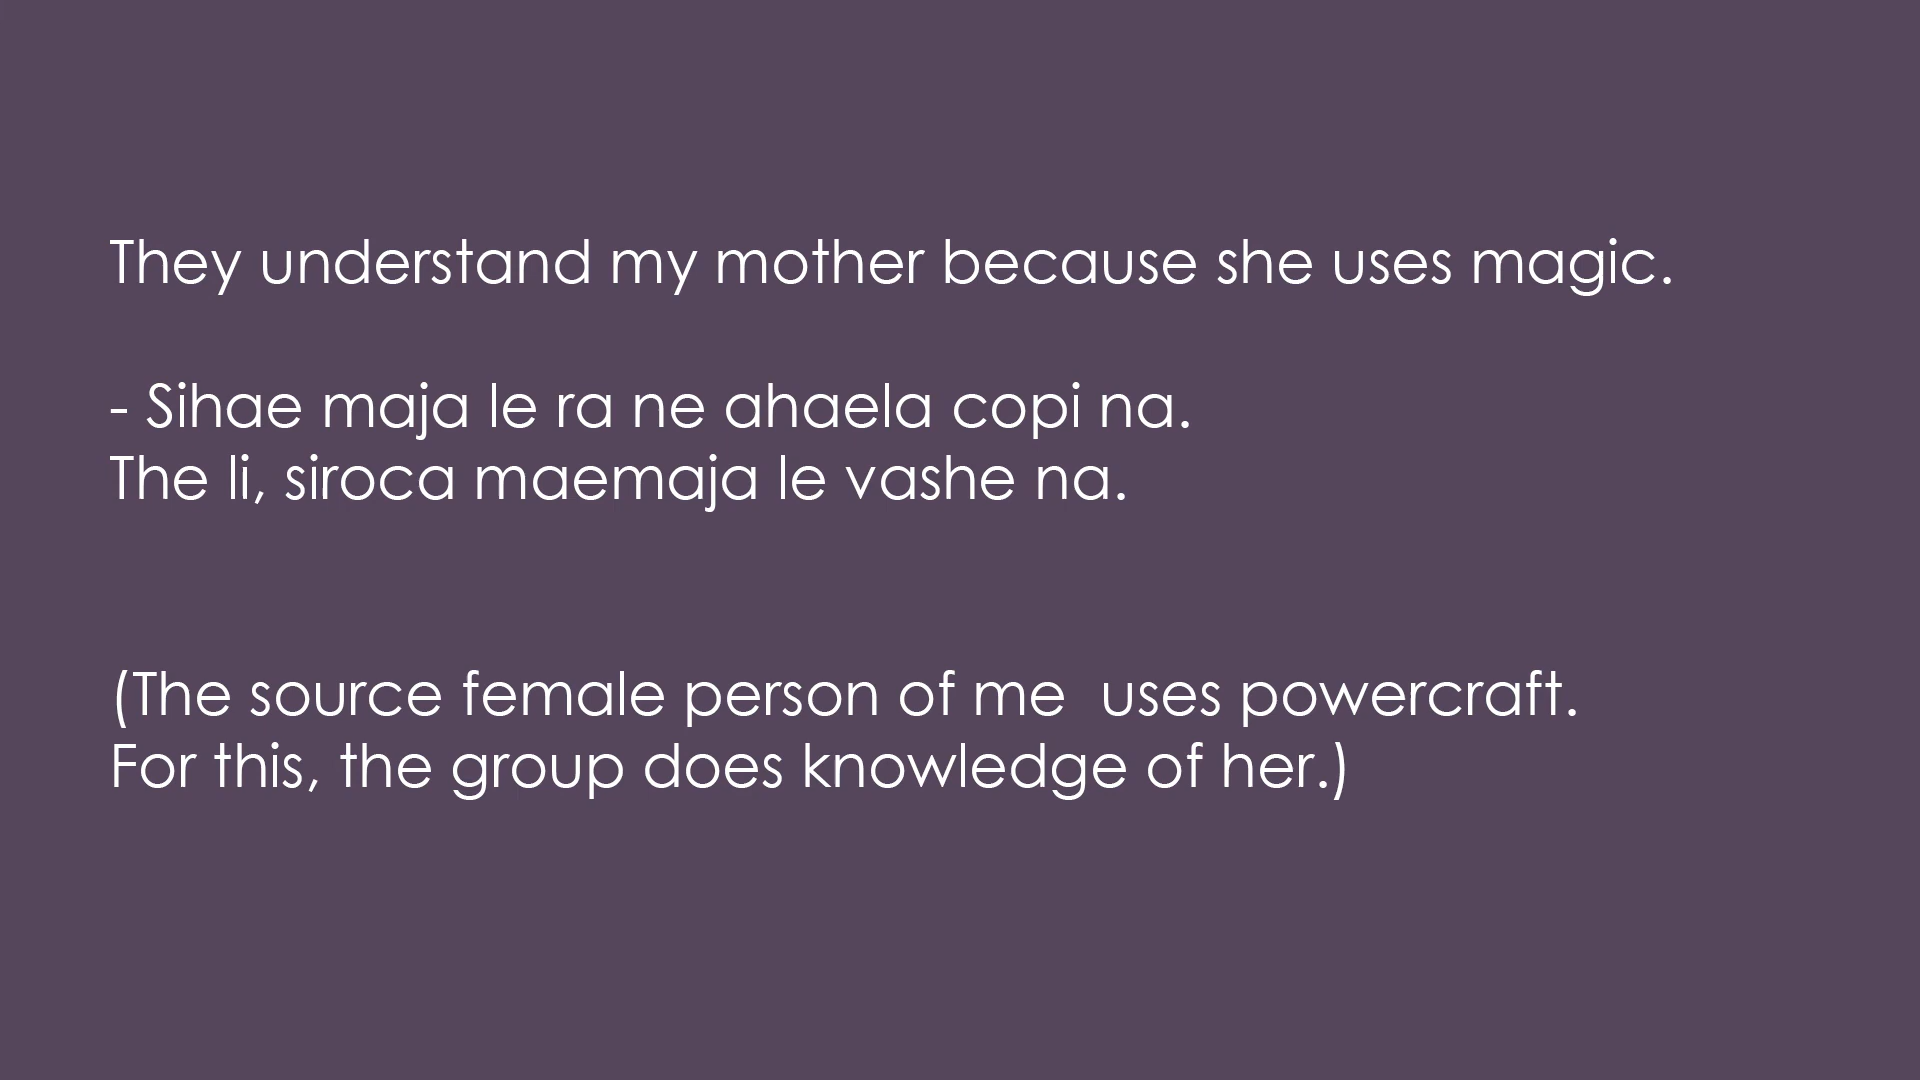 They understand my mother because she uses magic.
- Sihae maja le ra ne ahaela copi na.
The li, siroca maemaja le vashe na.
(The source female person of me  uses powercraft.
For this, the group does knowledge of her.)